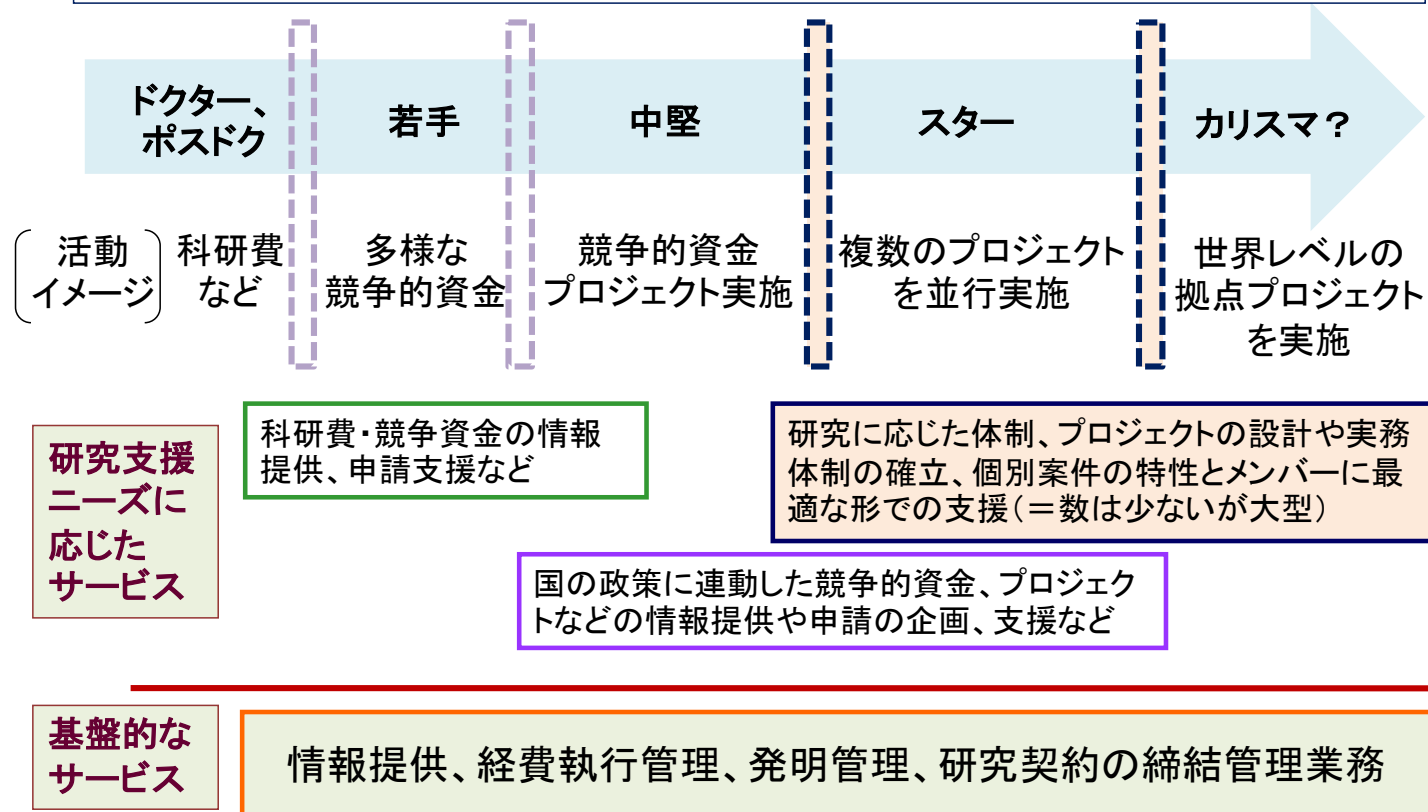 ドクター、
ポスドク
若手
中堅
スター
カリスマ？
活動
イメージ
科研費
など
多様な
競争的資金
競争的資金
プロジェクト実施
複数のプロジェクト
を並行実施
世界レベルの
拠点プロジェクト
を実施
研究支援
ニーズに
応じた
サービス
科研費・競争資金の情報
提供、申請支援など
研究に応じた体制、プロジェクトの設計や実務
体制の確立、個別案件の特性とメンバーに最
適な形での支援（＝数は少ないが大型）
国の政策に連動した競争的資金、プロジェク
トなどの情報提供や申請の企画、支援など
基盤的な
サービス
情報提供、経費執行管理、発明管理、研究契約の締結管理業務